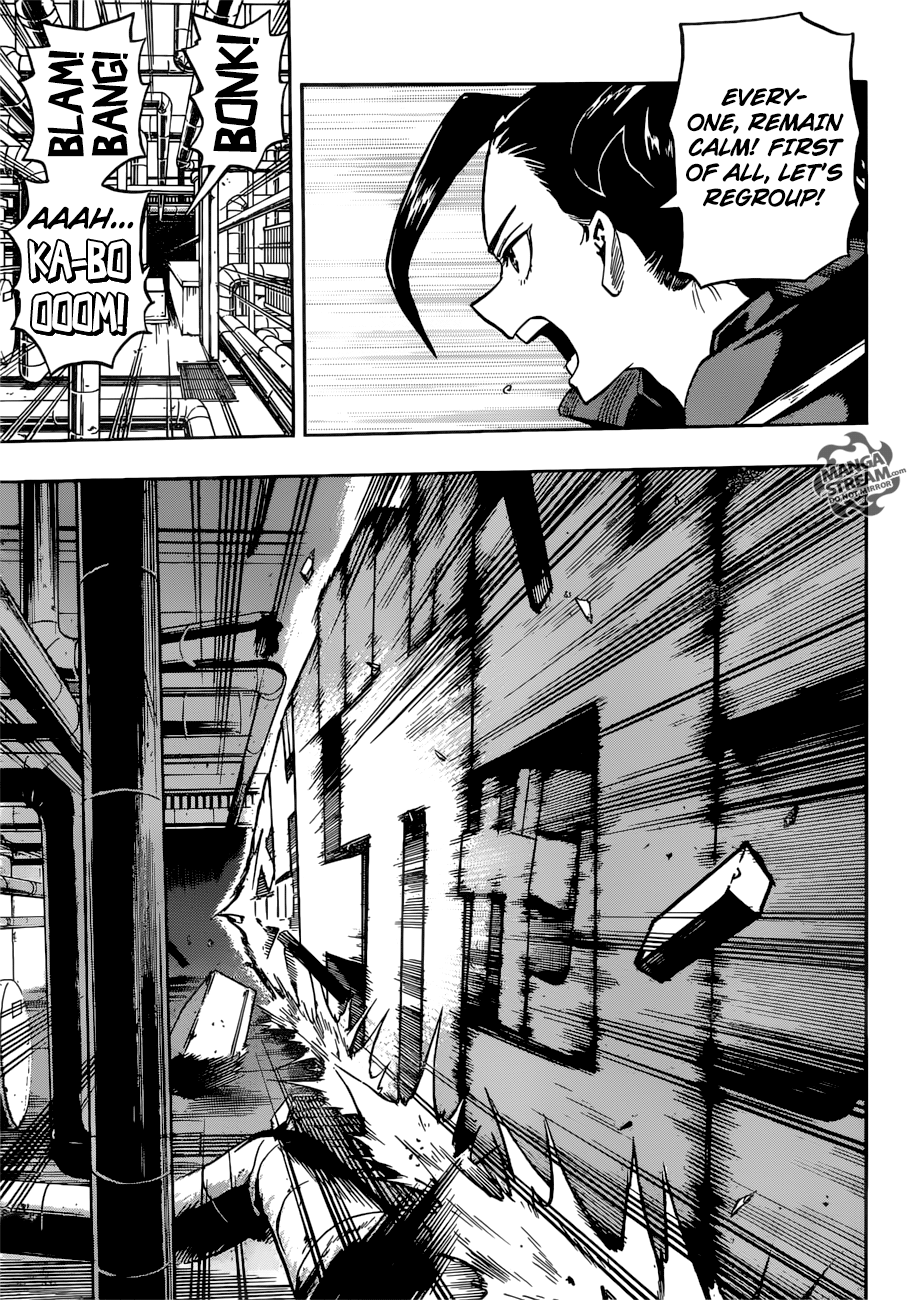 EVERY-
ONE, REMAIN
CALM! FIRST
OF ALL, LET'S
REGROUP!
BONK!
BLAM!
BANG!
AAAH...
KA-BO
OOOM!
MANGA
STREAM.com
DO NOT MIRROR